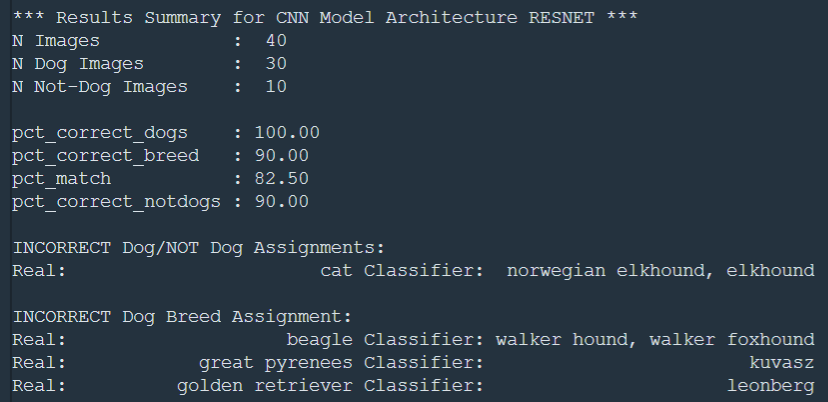 *** Results Summary for CNN Model Architecture RESNET ***
N Images            :  40
N Dog Images        :  30
N Not-Dog Images    :  10
pct_correct_dogs    : 100.00
pct_correct_breed   : 90.00
pct_match           : 82.50
pct_correct_notdogs : 90.00
INCORRECT Dog/NOT Dog Assignments:
Real:                       cat Classifier:  norwegian elkhound, elkhound
INCORRECT Dog Breed Assignment:
Real:                    beagle Classifier: walker hound, walker foxhound
Real:            great pyrenees Classifier:                        kuvasz
Real:          golden retriever Classifier:                      leonberg